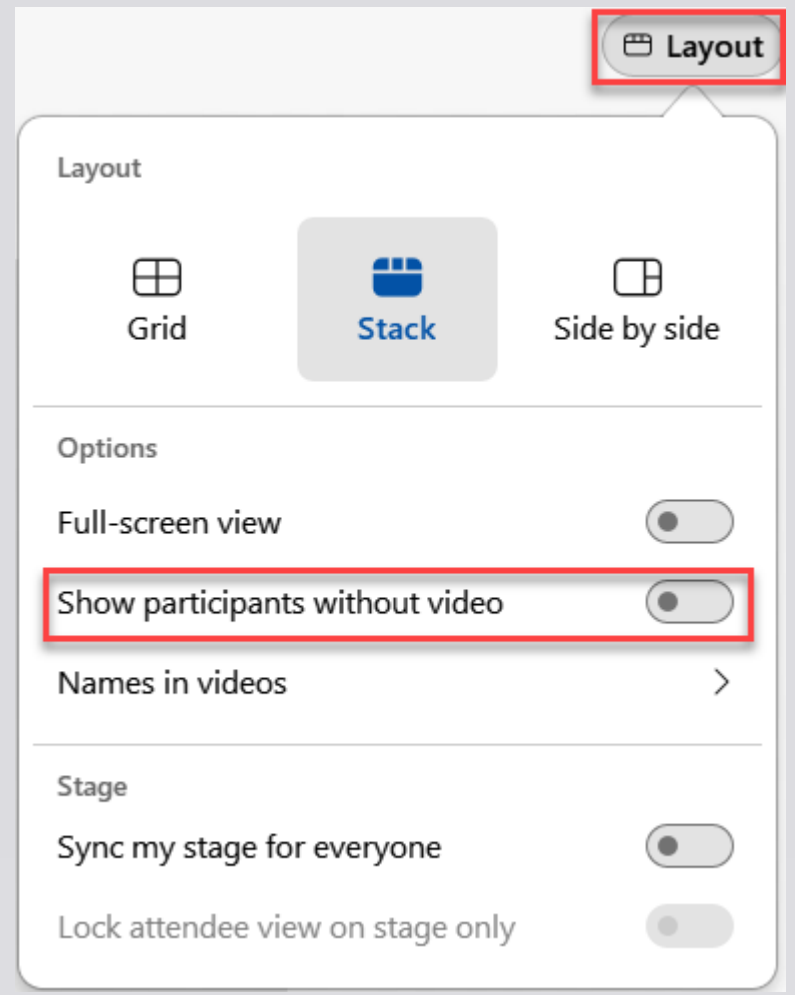 Layout
Layout
Grid Stack Side by side
Options
Full-screen view
Show participants without video
Names in videos
Stage
Sync my stage for everyone
Lock attendee view on stage only